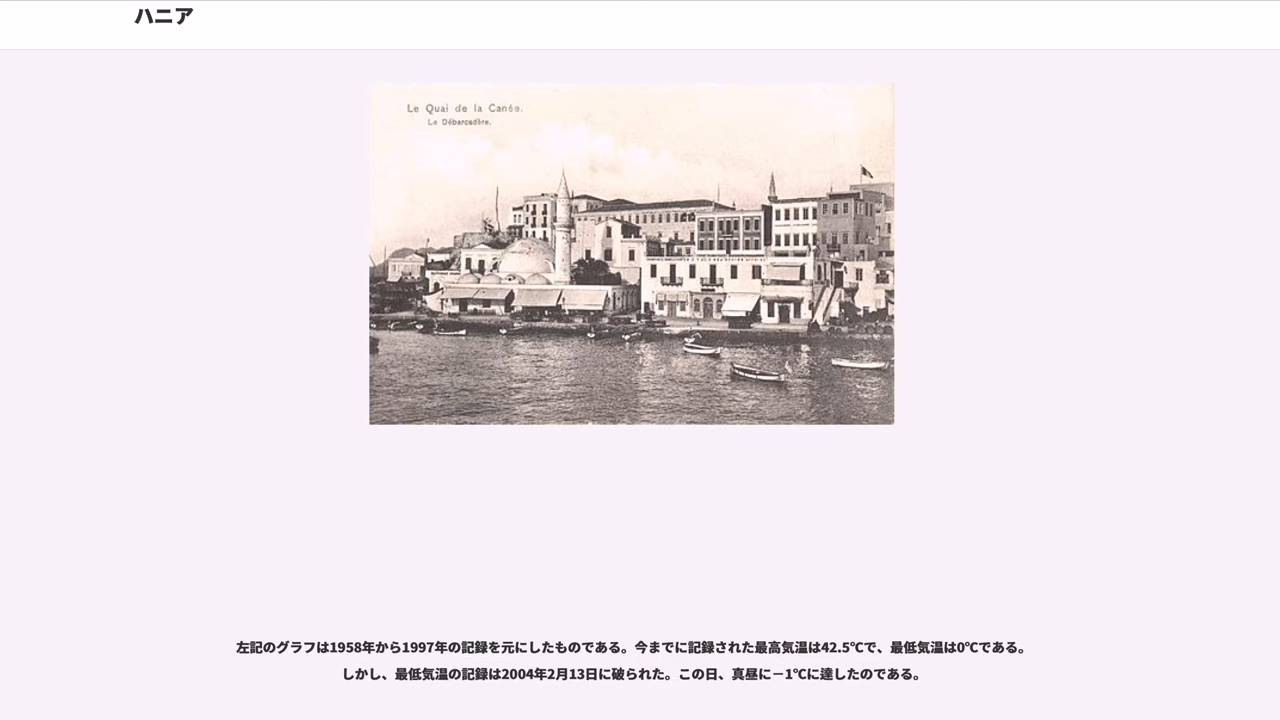 ハニア
Le Quai de la Canée.
Le Débarcadère.
左記のグラフは1958年から1997年の記録を元にしたものである。今までに記録された最高気温は42.5℃で、最低気温は0℃である。
しかし、最低気温の記録は2004年2月13日に破られた。この日、真昼に－1℃に達したのである。